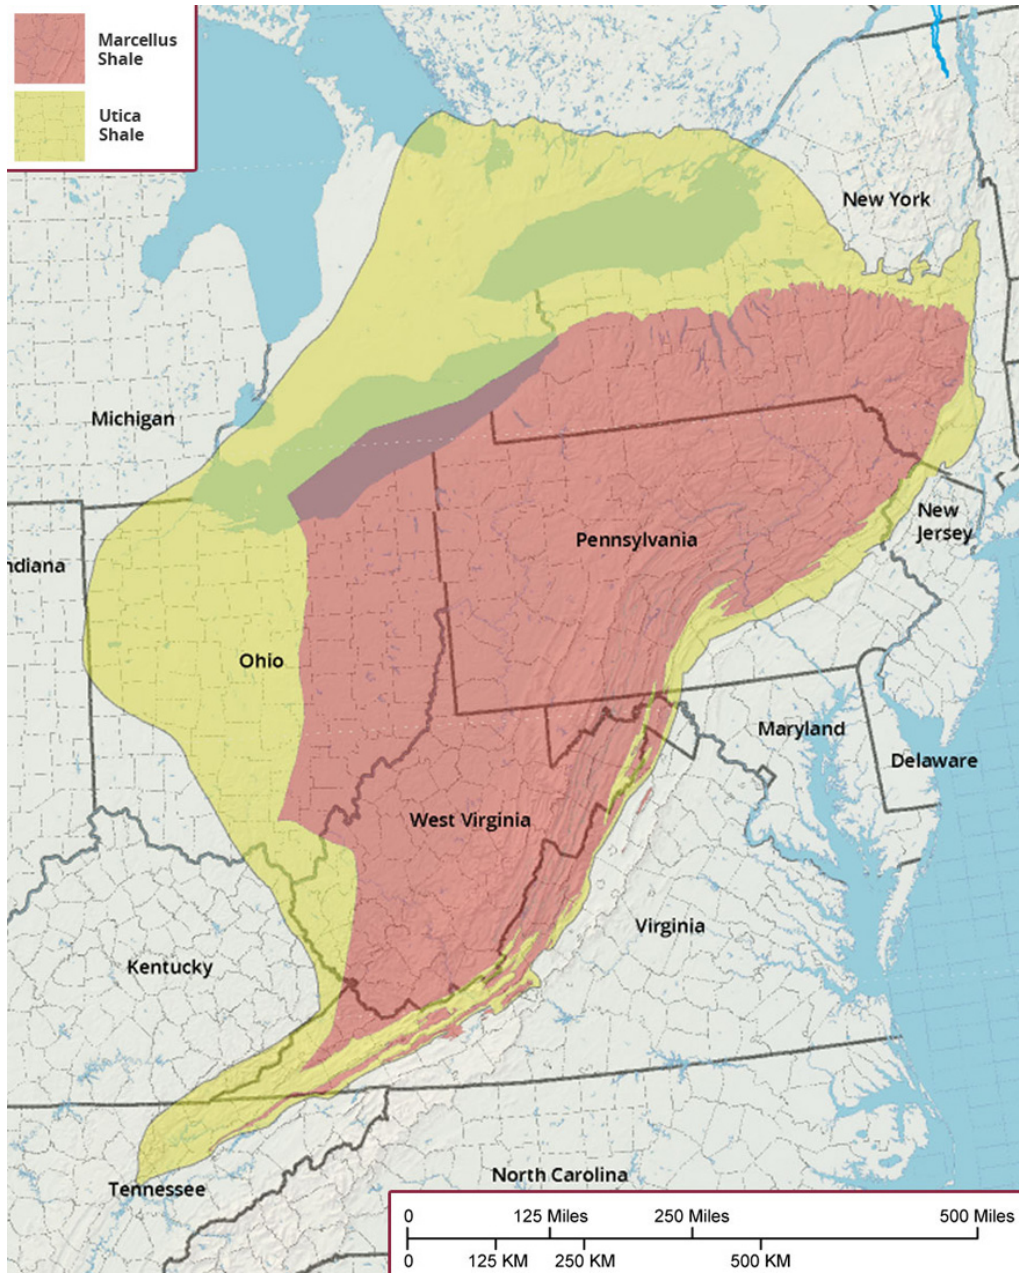 Marcellus
Shale
Utica
Shale
New York
Michigan
New
Jersey
Pennsylvania
ndiana
Ohio
Maryland
Delaware
West Virginia
Virginia
Kentucky
North Carolina
Tennessee
0 125 Miles 250 Miles 500 Miles
0 125 KM 250 KM 500 KM